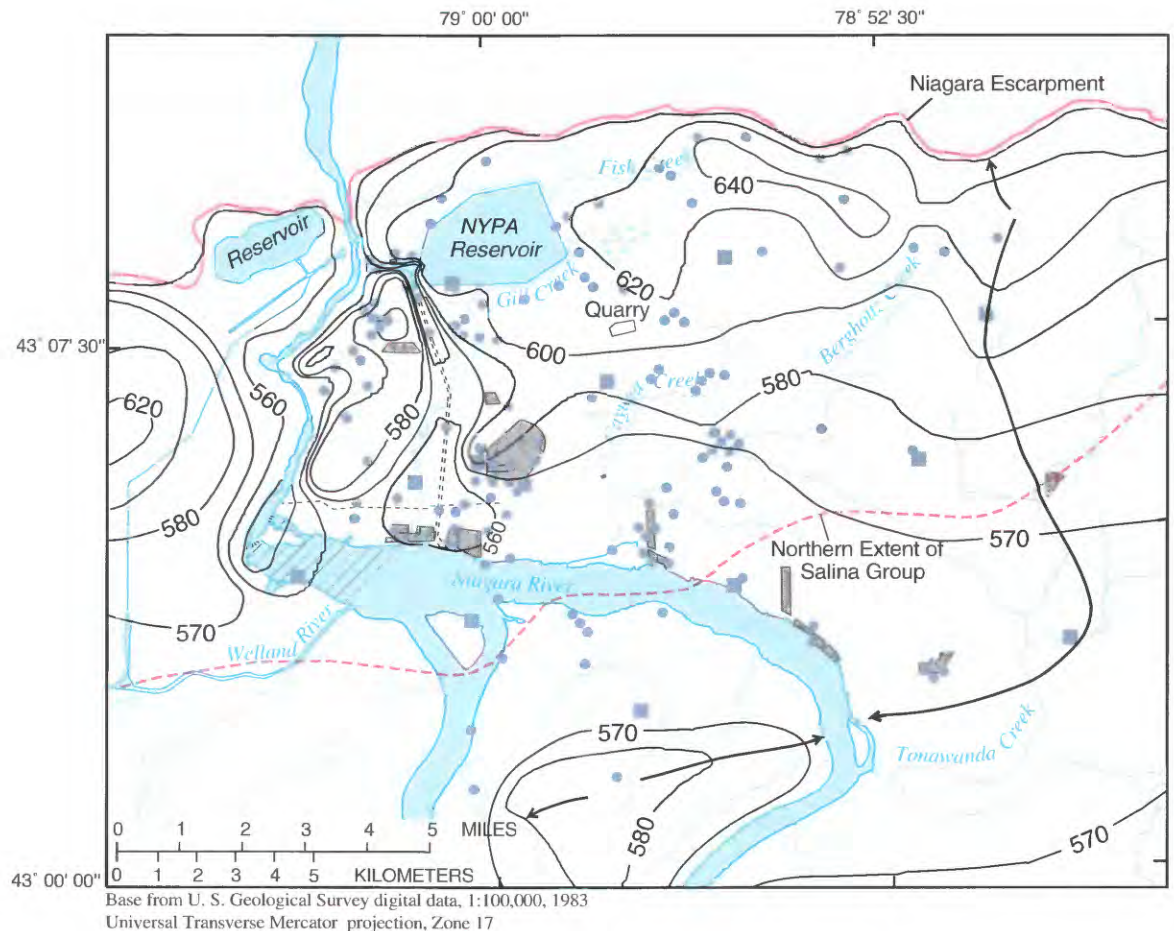 79° 00' 00"
78° 52' 30"
Niagara Escarpment
Fish Creek
640
NYPA
Reservoir
Reservoir
620
Gill Creek
Quarry
Bergholtz Creek
43° 07' 30"
600
580
Cayuga Creek
560
620
580
580
570
560
Northern Extent of
Salina Group
Niagara River
Welland River
570
570
Tonawanda Creek
580
570
0 1 2 3 4 5 MILES
0 1 2 3 4 5 KILOMETERS
43° 00' 00"
Base from U. S. Geological Survey digital data, 1:100,000, 1983
Universal Transverse Mercator projection, Zone 17